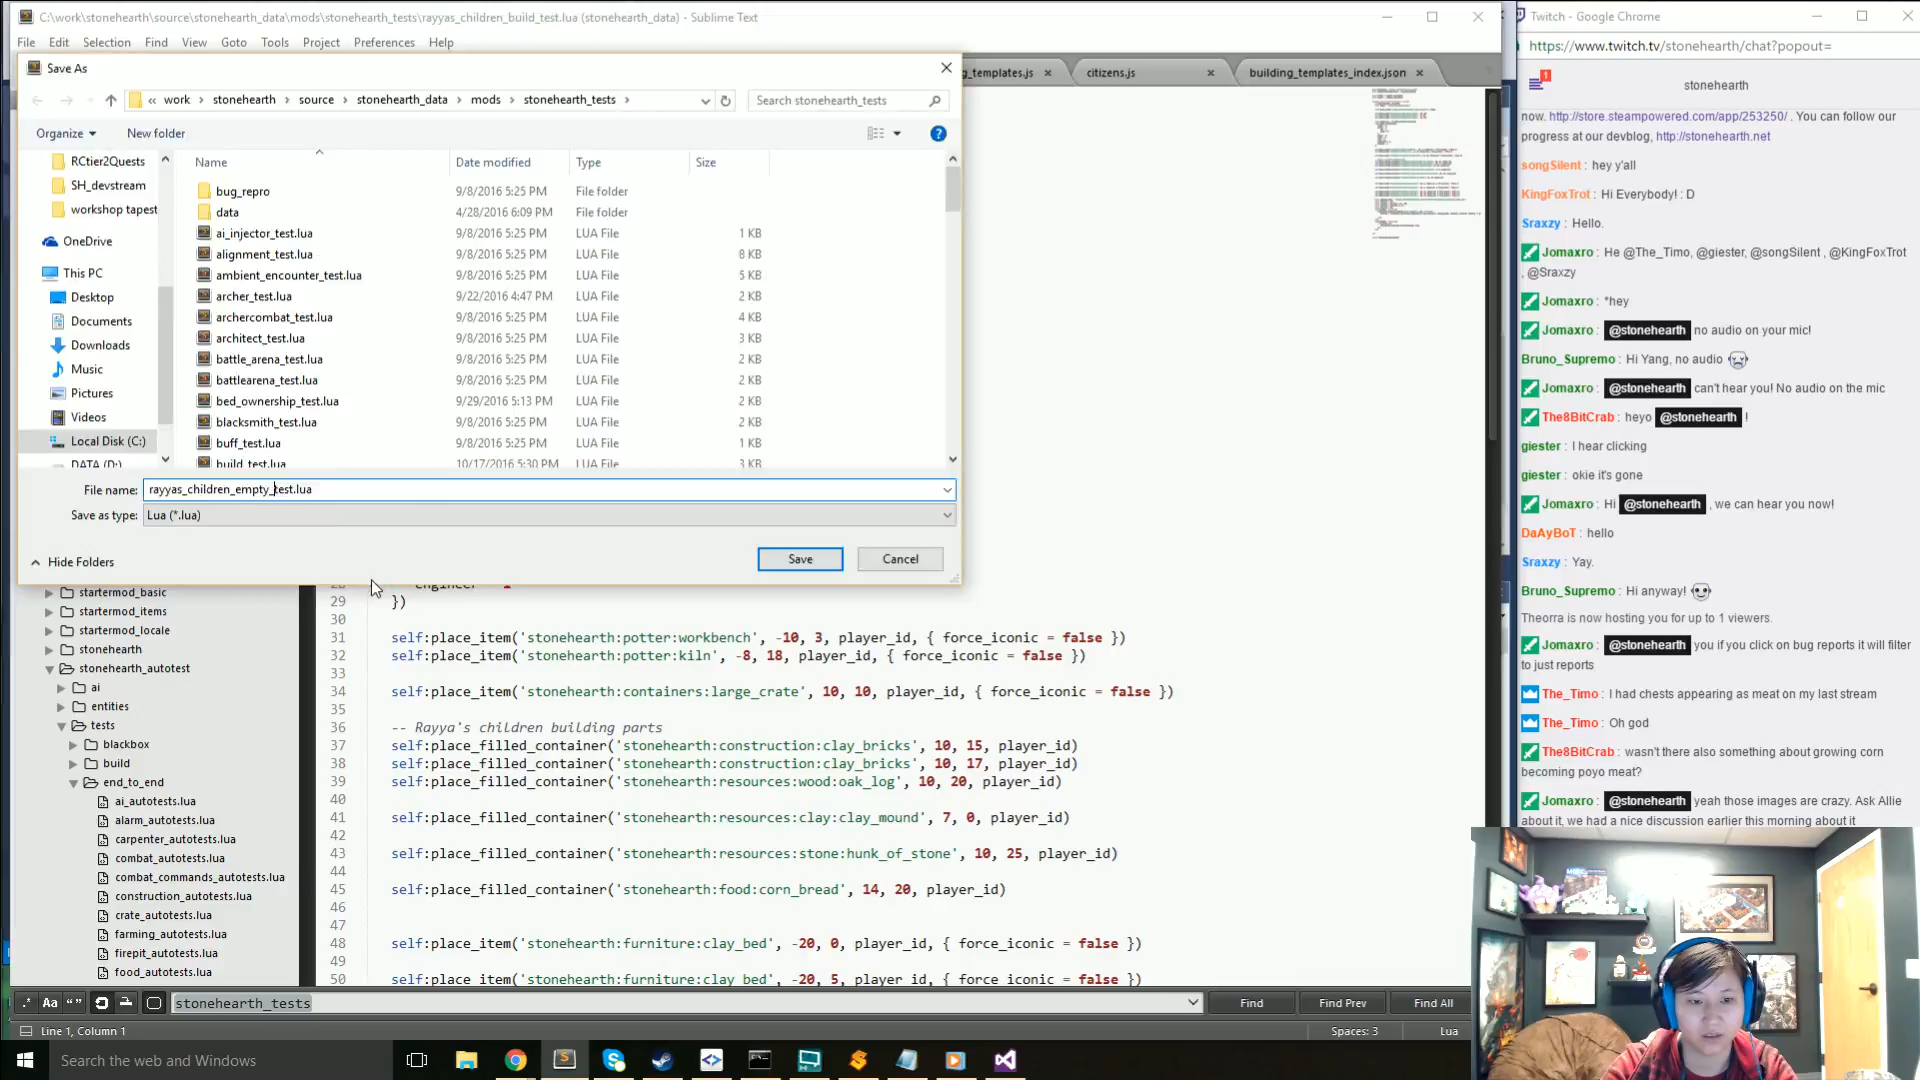 C:\work\stonehearth\source\stonehearth_data\mods\stonehearth_tests\rayyas_children_build_test.lua (stonehearth_data) - Sublime Text
File Edit Selection Find View Goto Tools Project Preferences Help
Save As
g_templates.js
citizens.js
building_templates_index.json
« work > stonehearth > source > stonehearth_data > mods > stonehearth_tests >
Search stonehearth_tests
Organize
New folder
Name Date modified Type Size
RCtier2Quests
SH_devstream
workshop tapest
OneDrive
This PC
Desktop
Documents
Downloads
Music
Pictures
Videos
Local Disk (C:)
DATA (D:)
bug_repro 9/8/2016 5:25 PM File folder
data 4/28/2016 6:09 PM File folder
ai_injector_test.lua 9/8/2016 5:25 PM LUA File 1 KB
alignment_test.lua 9/8/2016 5:25 PM LUA File 8 KB
ambient_encounter_test.lua 9/8/2016 5:25 PM LUA File 5 KB
archer_test.lua 9/22/2016 4:47 PM LUA File 2 KB
archercombat_test.lua 9/8/2016 5:25 PM LUA File 4 KB
architect_test.lua 9/8/2016 5:25 PM LUA File 3 KB
battle_arena_test.lua 9/8/2016 5:25 PM LUA File 2 KB
battlearena_test.lua 9/8/2016 5:25 PM LUA File 2 KB
bed_ownership_test.lua 9/29/2016 5:13 PM LUA File 2 KB
blacksmith_test.lua 9/8/2016 5:25 PM LUA File 2 KB
buff_test.lua 9/8/2016 5:25 PM LUA File 1 KB
build_test.lua 10/17/2016 5:30 PM LUA File 3 KB
File name: rayyas_children_empty_test.lua
Save as type: Lua (*.lua)
Hide Folders
Save
Cancel
startermod_basic
startermod_items
startermod_locale
stonehearth
stonehearth_autotest
ai
entities
tests
blackbox
build
end_to_end
ai_autotests.lua
alarm_autotests.lua
carpenter_autotests.lua
combat_autotests.lua
combat_commands_autotests.lua
construction_autotests.lua
crate_autotests.lua
farming_autotests.lua
firepit_autotests.lua
food_autotests.lua
29 })
30
31 self:place_item('stonehearth:potter:workbench', -10, 3, player_id, { force_iconic = false })
32 self:place_item('stonehearth:potter:kiln', -8, 18, player_id, { force_iconic = false })
33
34 self:place_item('stonehearth:containers:large_crate', 10, 10, player_id, { force_iconic = false })
35
36 -- Rayya's children building parts
37 self:place_filled_container('stonehearth:construction:clay_bricks', 10, 15, player_id)
38 self:place_filled_container('stonehearth:construction:clay_bricks', 10, 17, player_id)
39 self:place_filled_container('stonehearth:resources:wood:oak_log', 10, 20, player_id)
40
41 self:place_filled_container('stonehearth:resources:clay:clay_mound', 7, 0, player_id)
42
43 self:place_filled_container('stonehearth:resources:stone:hunk_of_stone', 10, 25, player_id)
44
45 self:place_filled_container('stonehearth:food:corn_bread', 14, 20, player_id)
46
47
48 self:place_item('stonehearth:furniture:clay_bed', -20, 0, player_id, { force_iconic = false })
50 self:place_item('stonehearth:furniture:clay_bed', -20, 5, player_id, { force_iconic = false })
.* Aa “ ” stonehearth_tests Find Find Prev Find All
Line 1, Column 1
Spaces: 3
Lua
Search the web and Windows
Twitch - Google Chrome
https://www.twitch.tv/stonehearth/chat?popout=
1
stonehearth
now. http://store.steampowered.com/app/253250/ . You can follow our
progress at our devblog, http://stonehearth.net
songSilent : hey y'all
KingFoxTrot : Hi Everybody! : D
Sraxzy : Hello.
Jomaxro : He @The_Timo, @giester, @songSilent , @KingFoxTrot
, @Sraxzy
Jomaxro : *hey
Jomaxro : @stonehearth no audio on your mic!
Bruno_Supremo : Hi Yang, no audio
Jomaxro : @stonehearth can't hear you! No audio on the mic
The8BitCrab : heyo @stonehearth !
giester : I hear clicking
giester : okie it's gone
Jomaxro : Hi @stonehearth , we can hear you now!
DaAyBoT : hello
Sraxzy : Yay.
Bruno_Supremo : Hi anyway!
Theorra is now hosting you for up to 1 viewers.
Jomaxro : @stonehearth you if you click on bug reports it will filter
to just reports
The_Timo : I had chests appearing as meat on my last stream
The_Timo : Oh god
The8BitCrab : wasn't there also something about growing corn
becoming poyo meat?
Jomaxro : @stonehearth yeah those images are crazy. Ask Allie
about it, we had a nice discussion earlier this morning about it